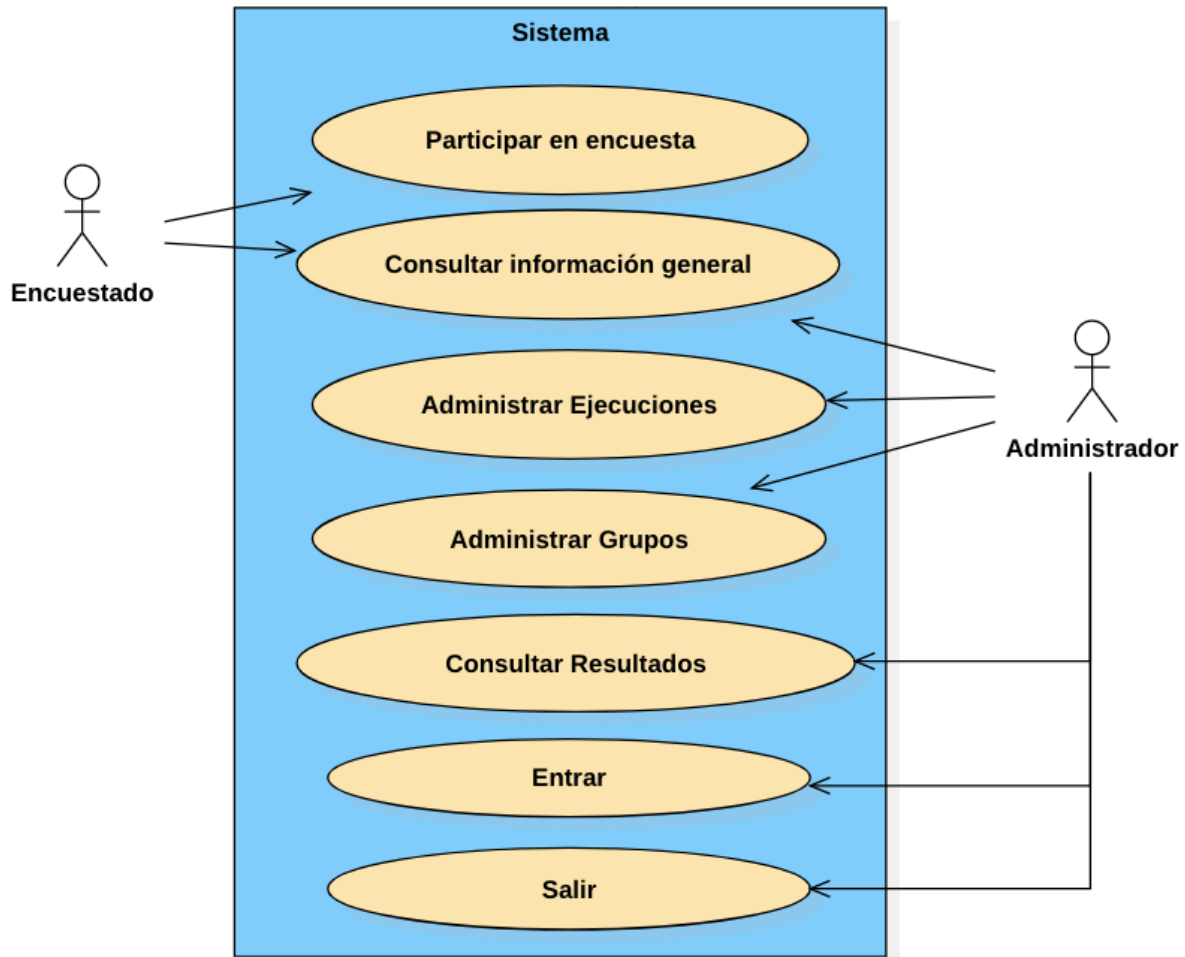 Sistema
Participar en encuesta
Consultar información general
Encuestado
Administrar Ejecuciones
Administrador
Administrar Grupos
Consultar Resultados
Entrar
Salir